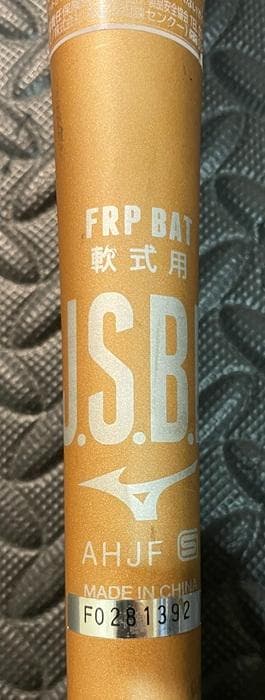 FRP BAT
軟式用
J.S.B.B
AHJF S
MADE IN CHINA
F0281392